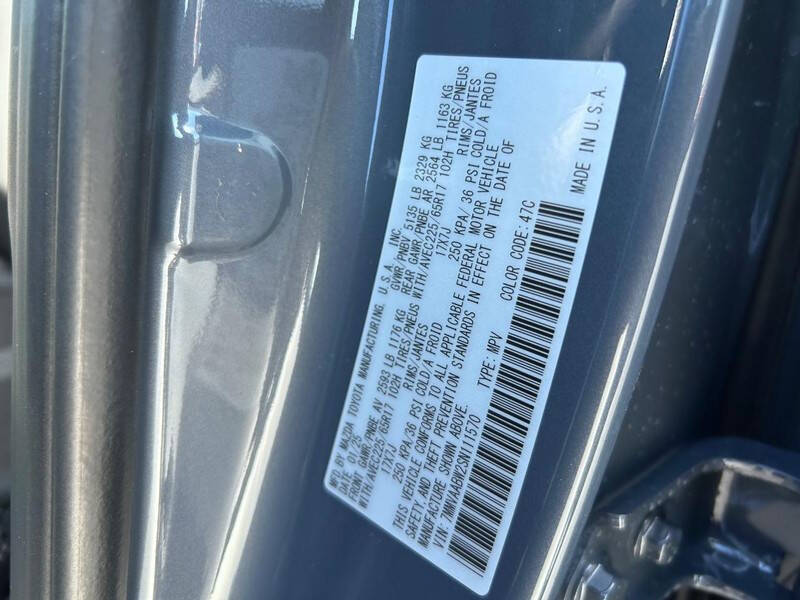 MFD. BY MAZDA TOYOTA MANUFACTURING, U.S.A., INC.
DATE 01/25 GVWR/PNBV 5135 LB 2329 KG
FRONT GAWR/PNBE AV 2593 LB 1176 KG REAR GAWR/PNBE AR 2564 LB 1163 KG
WITH/AVEC225/65R17 102H TIRES/PNEUS WITH/AVEC225/65R17 102H TIRES/PNEUS
17X7J RIMS/JANTES 17X7J RIMS/JANTES
250 KPA/36 PSI COLD/A FROID 250 KPA/36 PSI COLD/A FROID
THIS VEHICLE CONFORMS TO ALL APPLICABLE FEDERAL MOTOR VEHICLE
SAFETY, AND THEFT PREVENTION STANDARDS IN EFFECT ON THE DATE OF
MANUFACTURE SHOWN ABOVE.
VIN: TYPE: MPV COLOR CODE: 47C
MADE IN U.S.A.